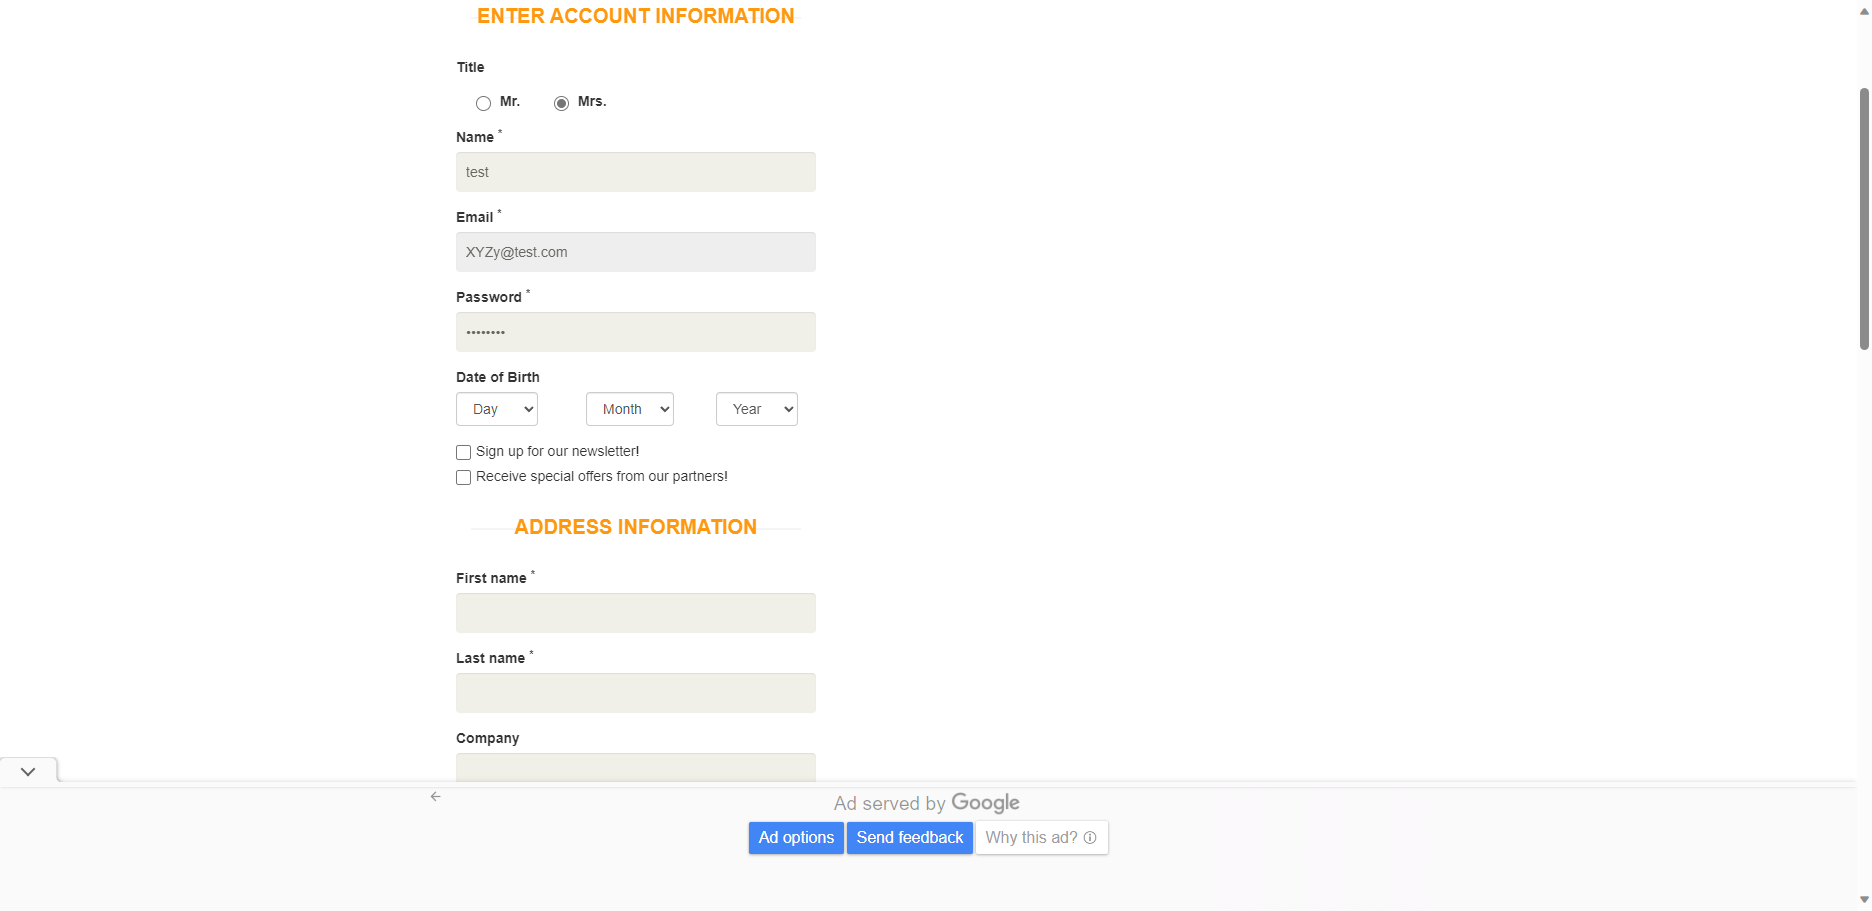 ENTER ACCOUNT INFORMATION
Title
Mr. Mrs.
Name *
test
Email *
XYZy@test.com
Password *
••••••••
Date of Birth
Day Month Year
Sign up for our newsletter!
Receive special offers from our partners!
ADDRESS INFORMATION
First name *
Last name *
Company
Ad served by Google
Ad options Send feedback Why this ad?